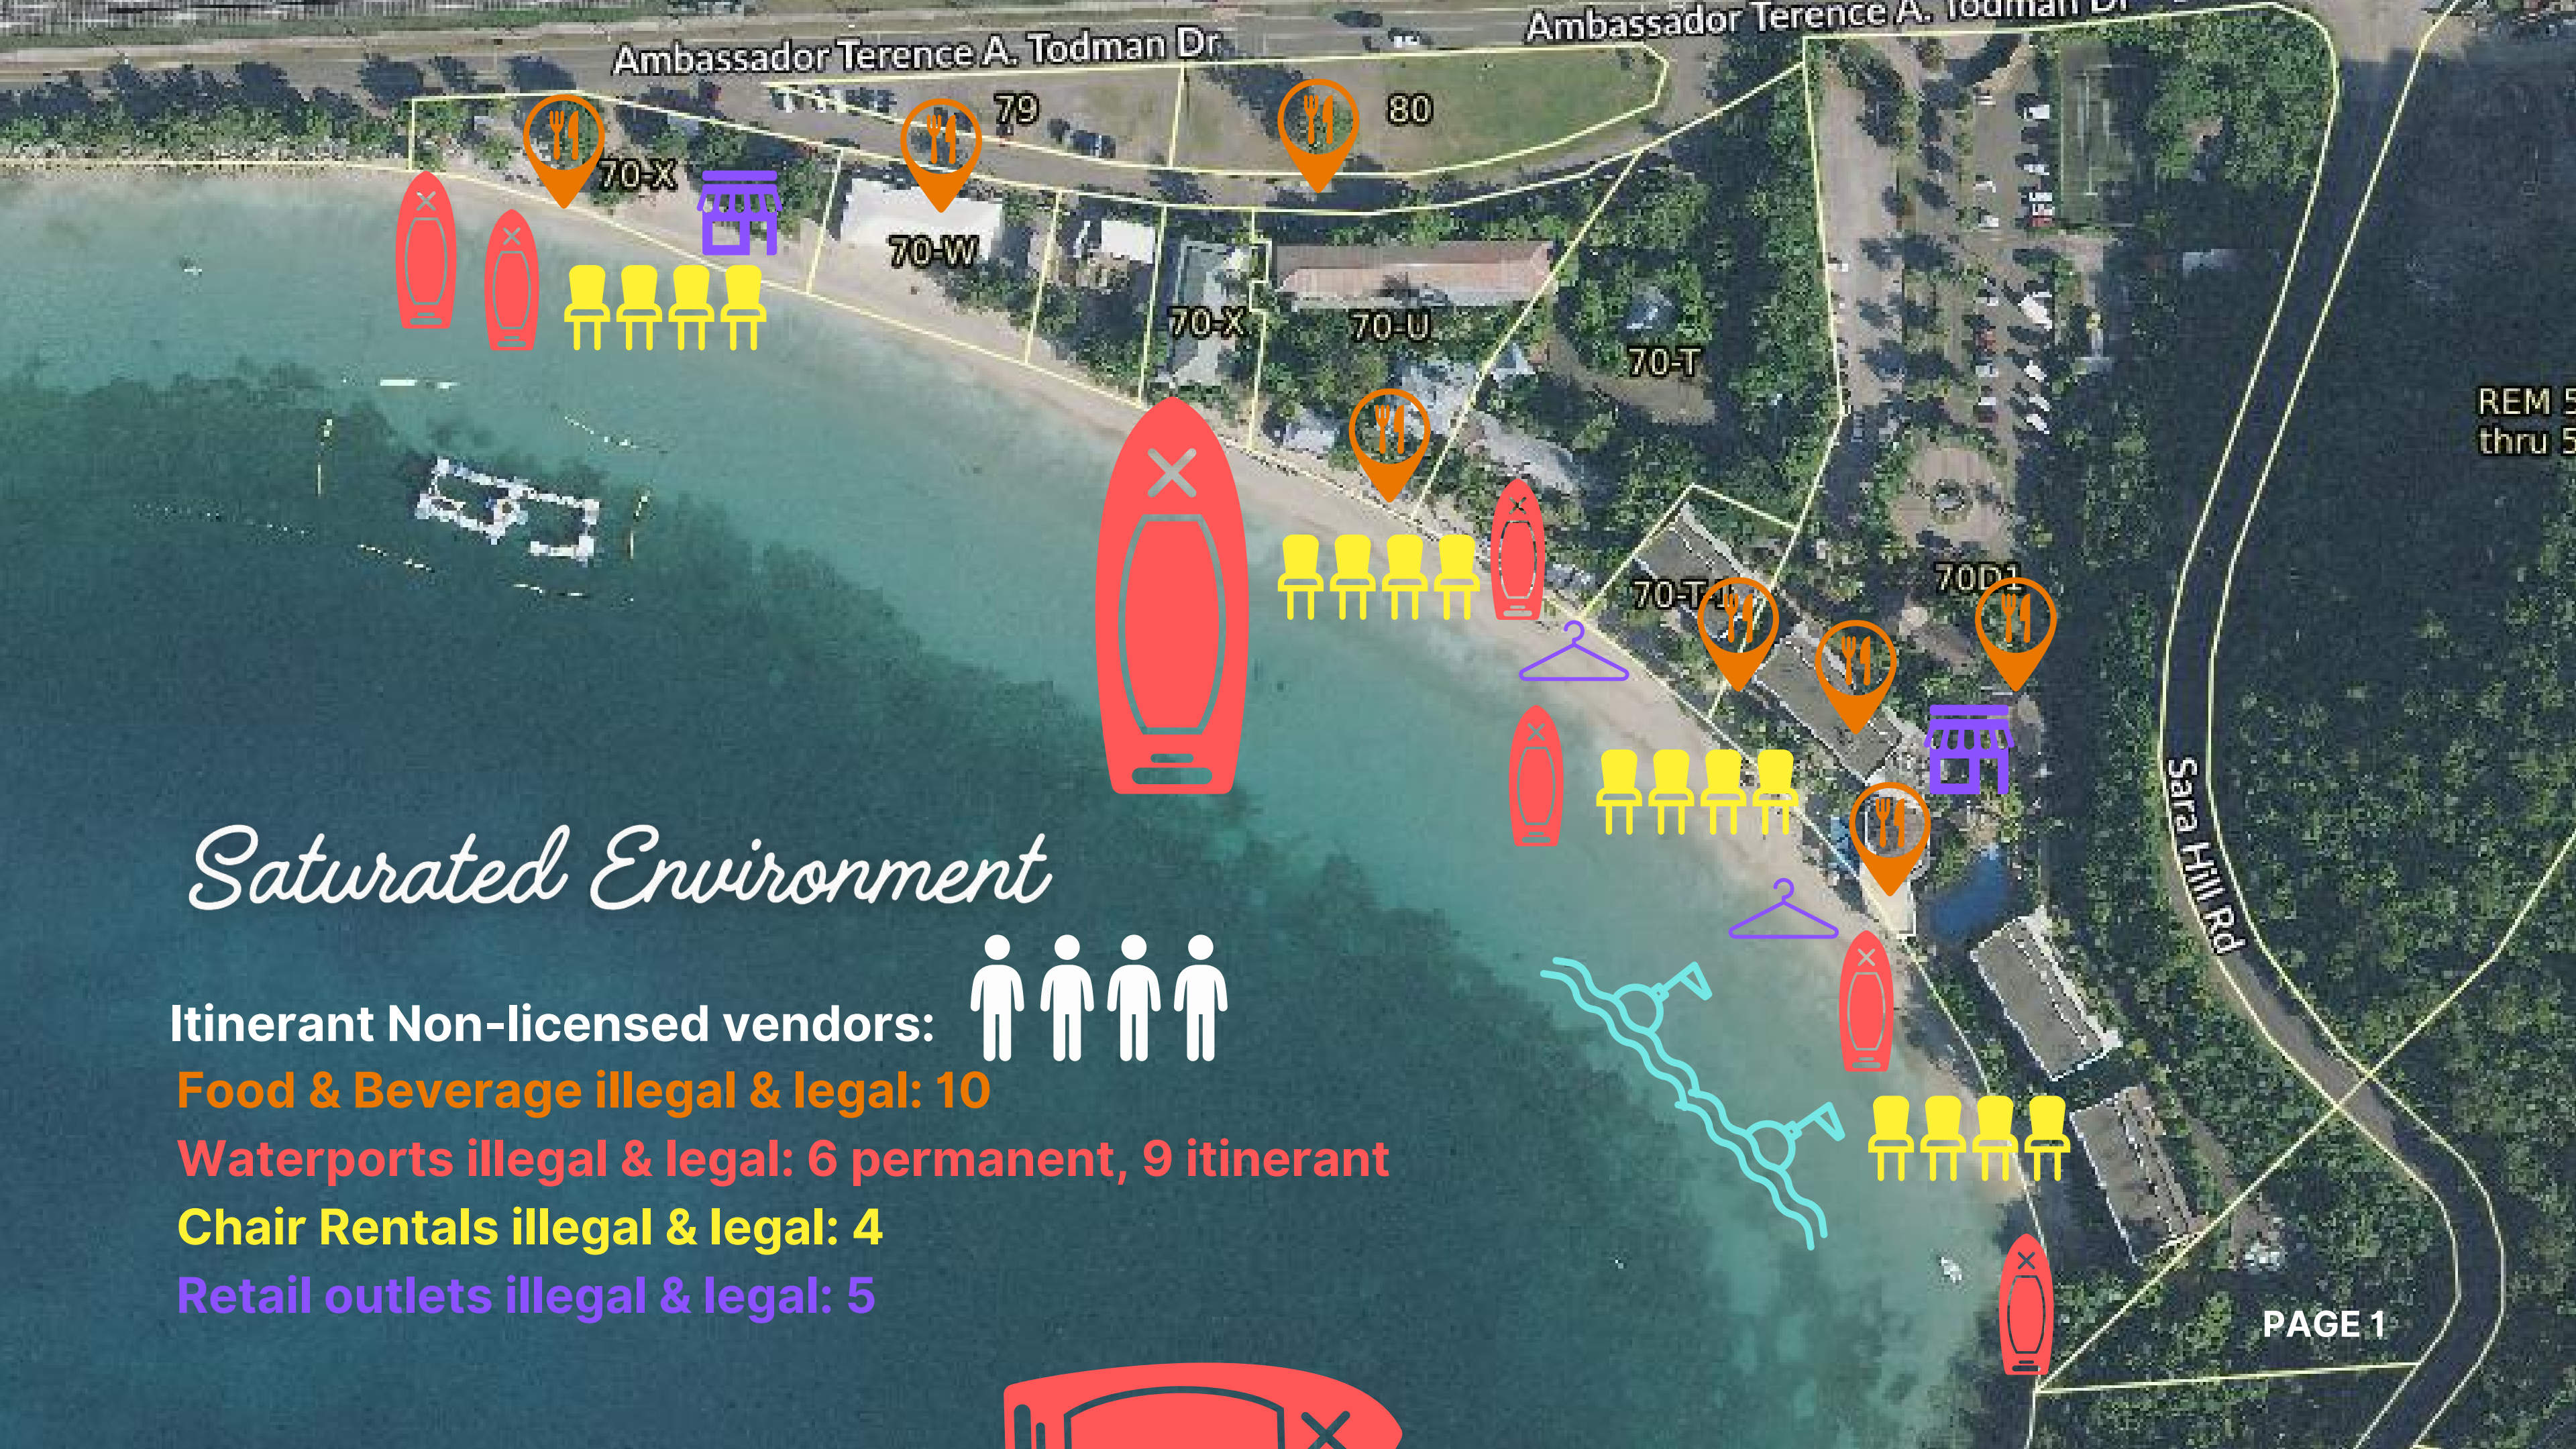 Ambassador Terence A. Todman Dr
Ambassador Terence A. Todman Dr
79
80
70-X
70-W
70-X
70-U
70-T
REM 5
thru 5
70D1
Sara Hill Rd
Saturated Environment
Itinerant Non-licensed vendors:
Food & Beverage illegal & legal: 10
Waterports illegal & legal: 6 permanent, 9 itinerant
Chair Rentals illegal & legal: 4
Retail outlets illegal & legal: 5
PAGE 1